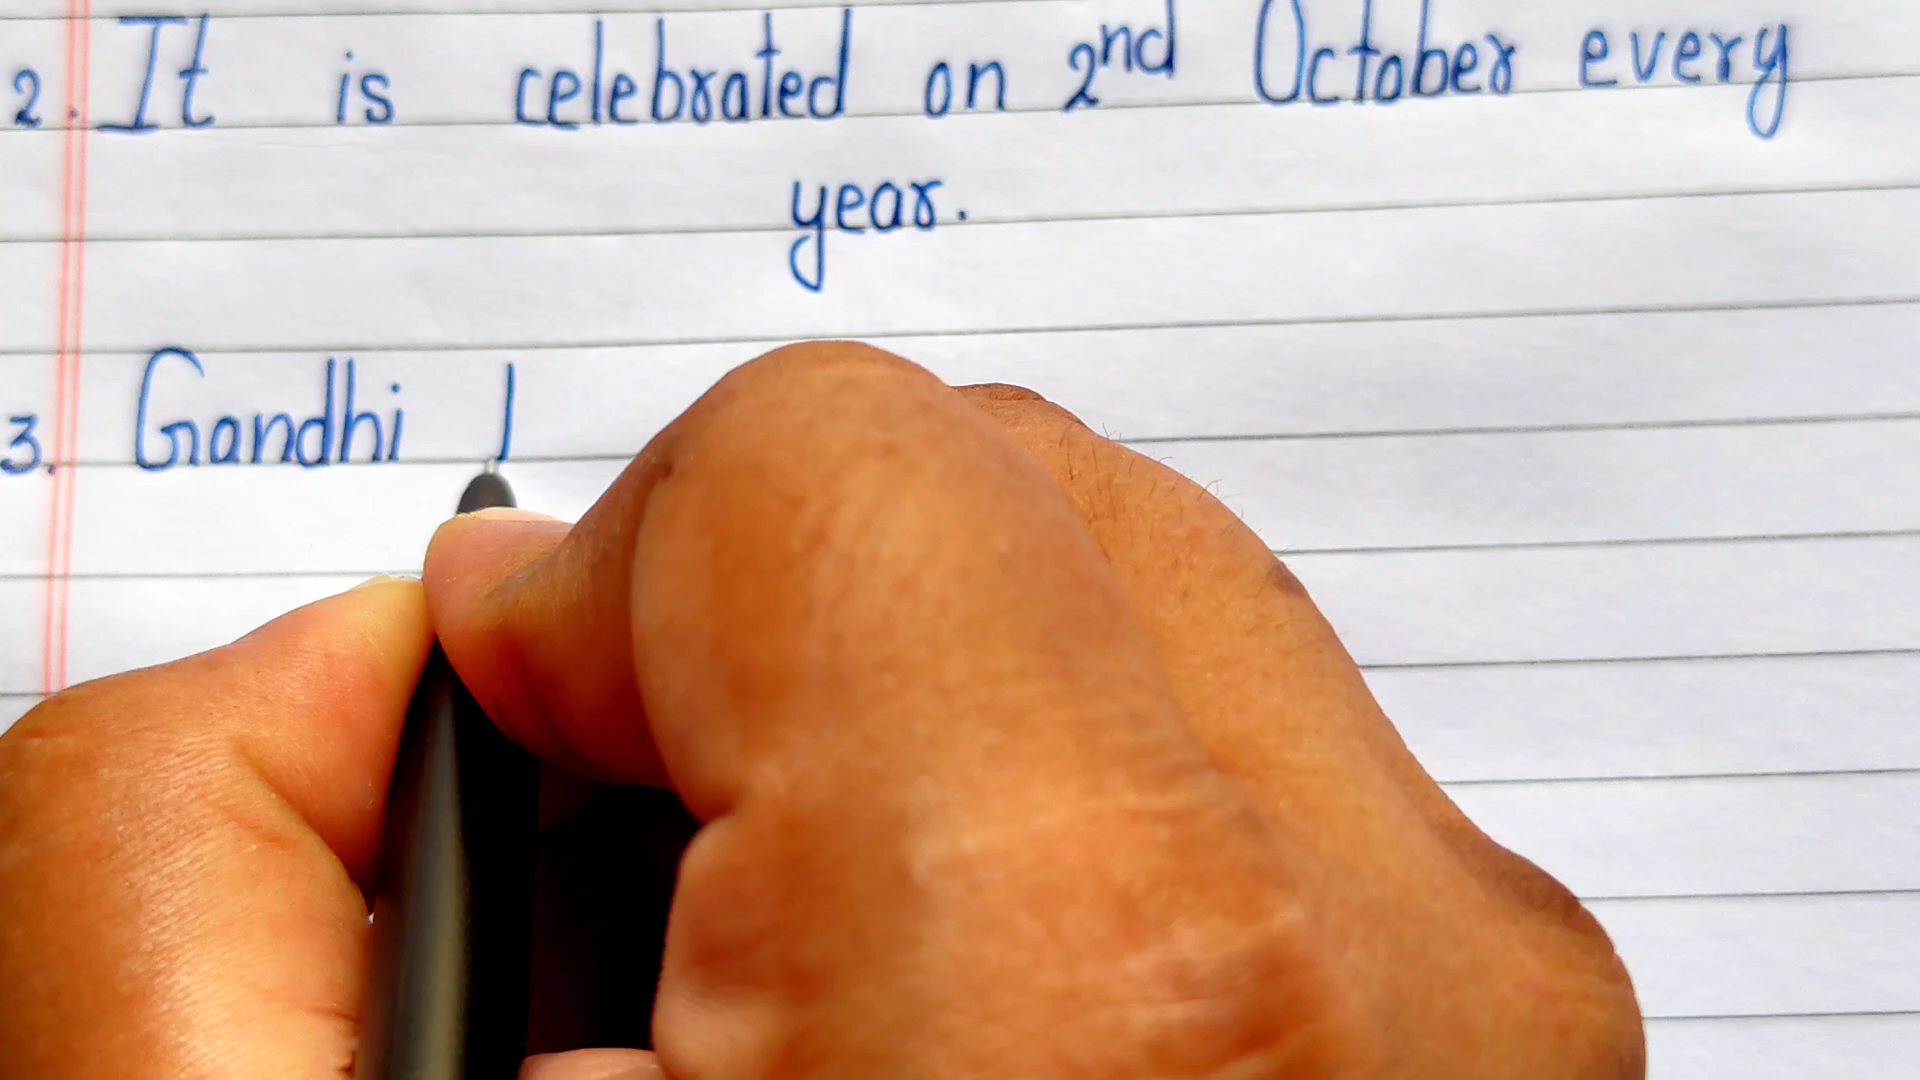 2. It is celebrated on 2nd October every
year.
3. Gandhi